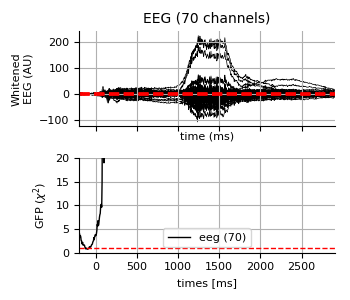 EEG (70 channels)
Whitened
EEG (AU)
200
100
0
−100
time (ms)
GFP (χ²)
20
15
10
5
0
eeg (70)
0 500 1000 1500 2000 2500
times [ms]